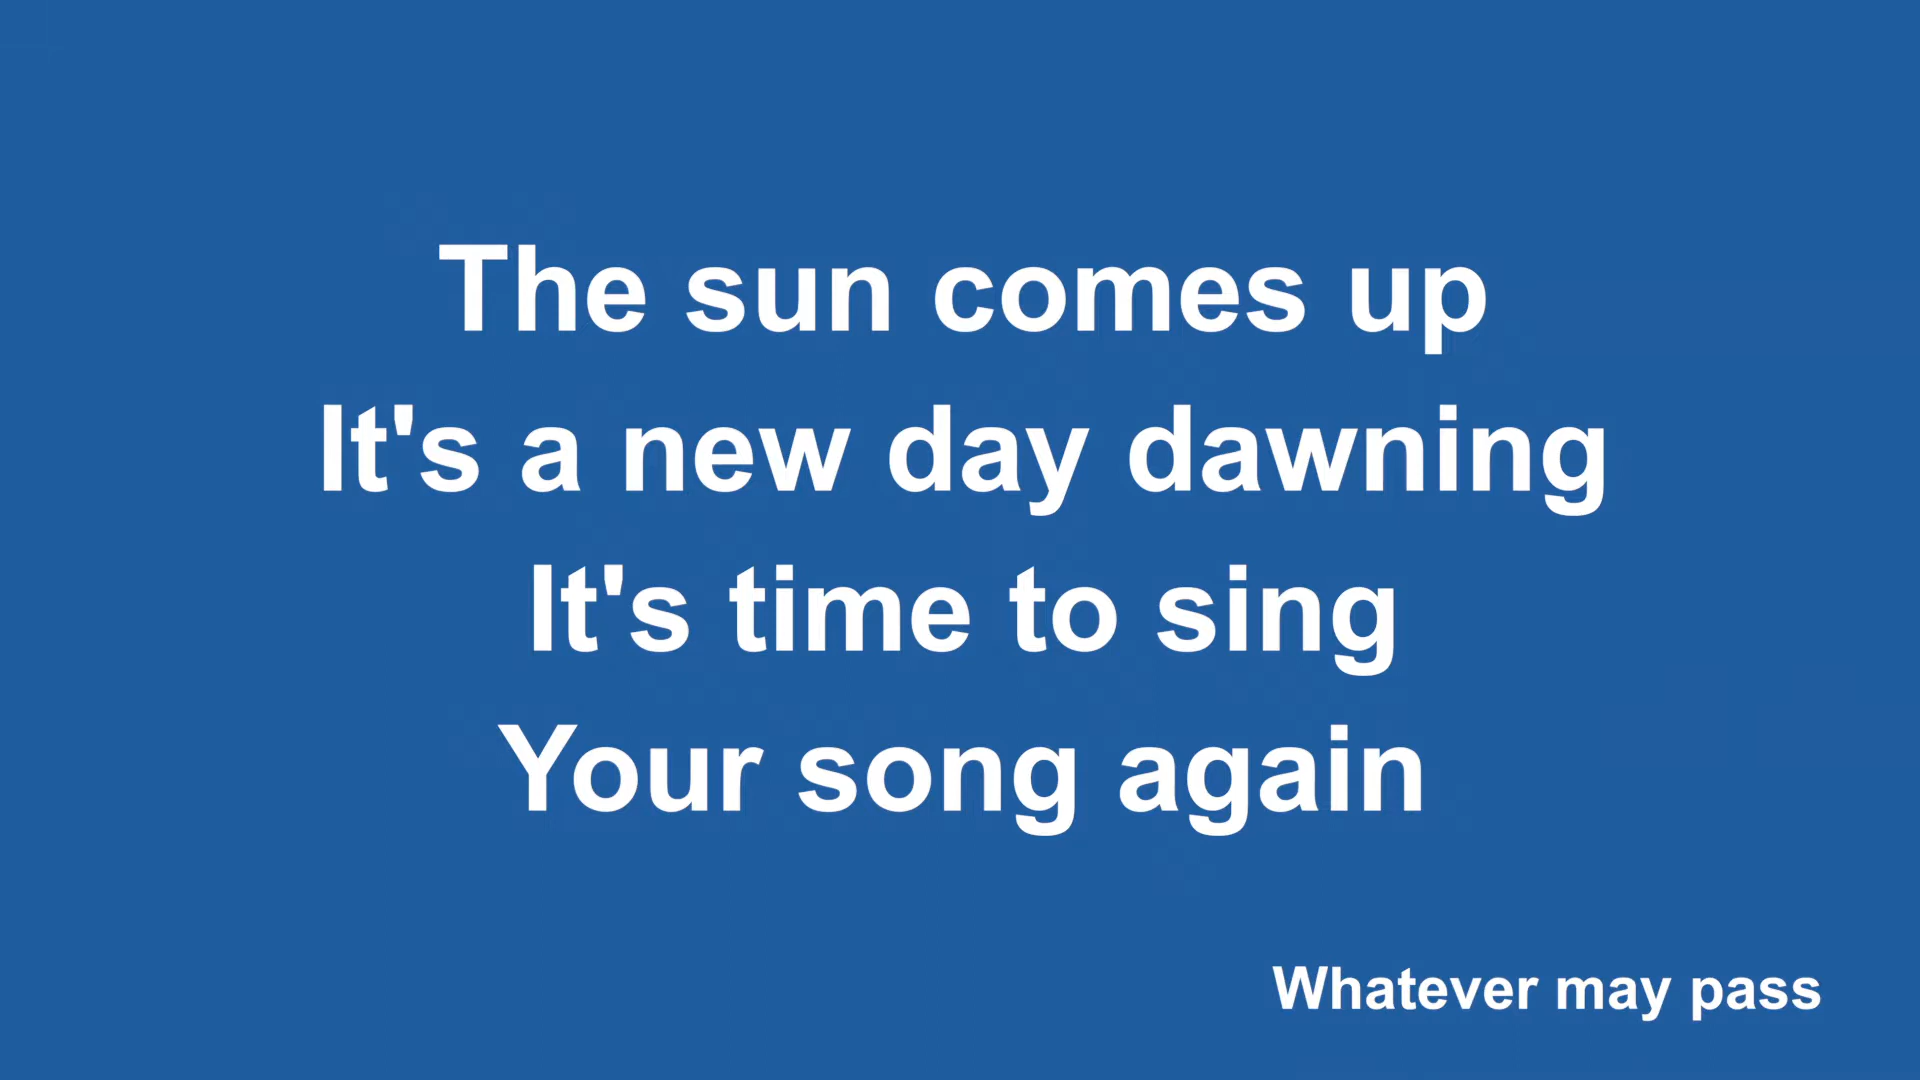 The sun comes up
It's a new day dawning
It's time to sing
Your song again
Whatever may pass